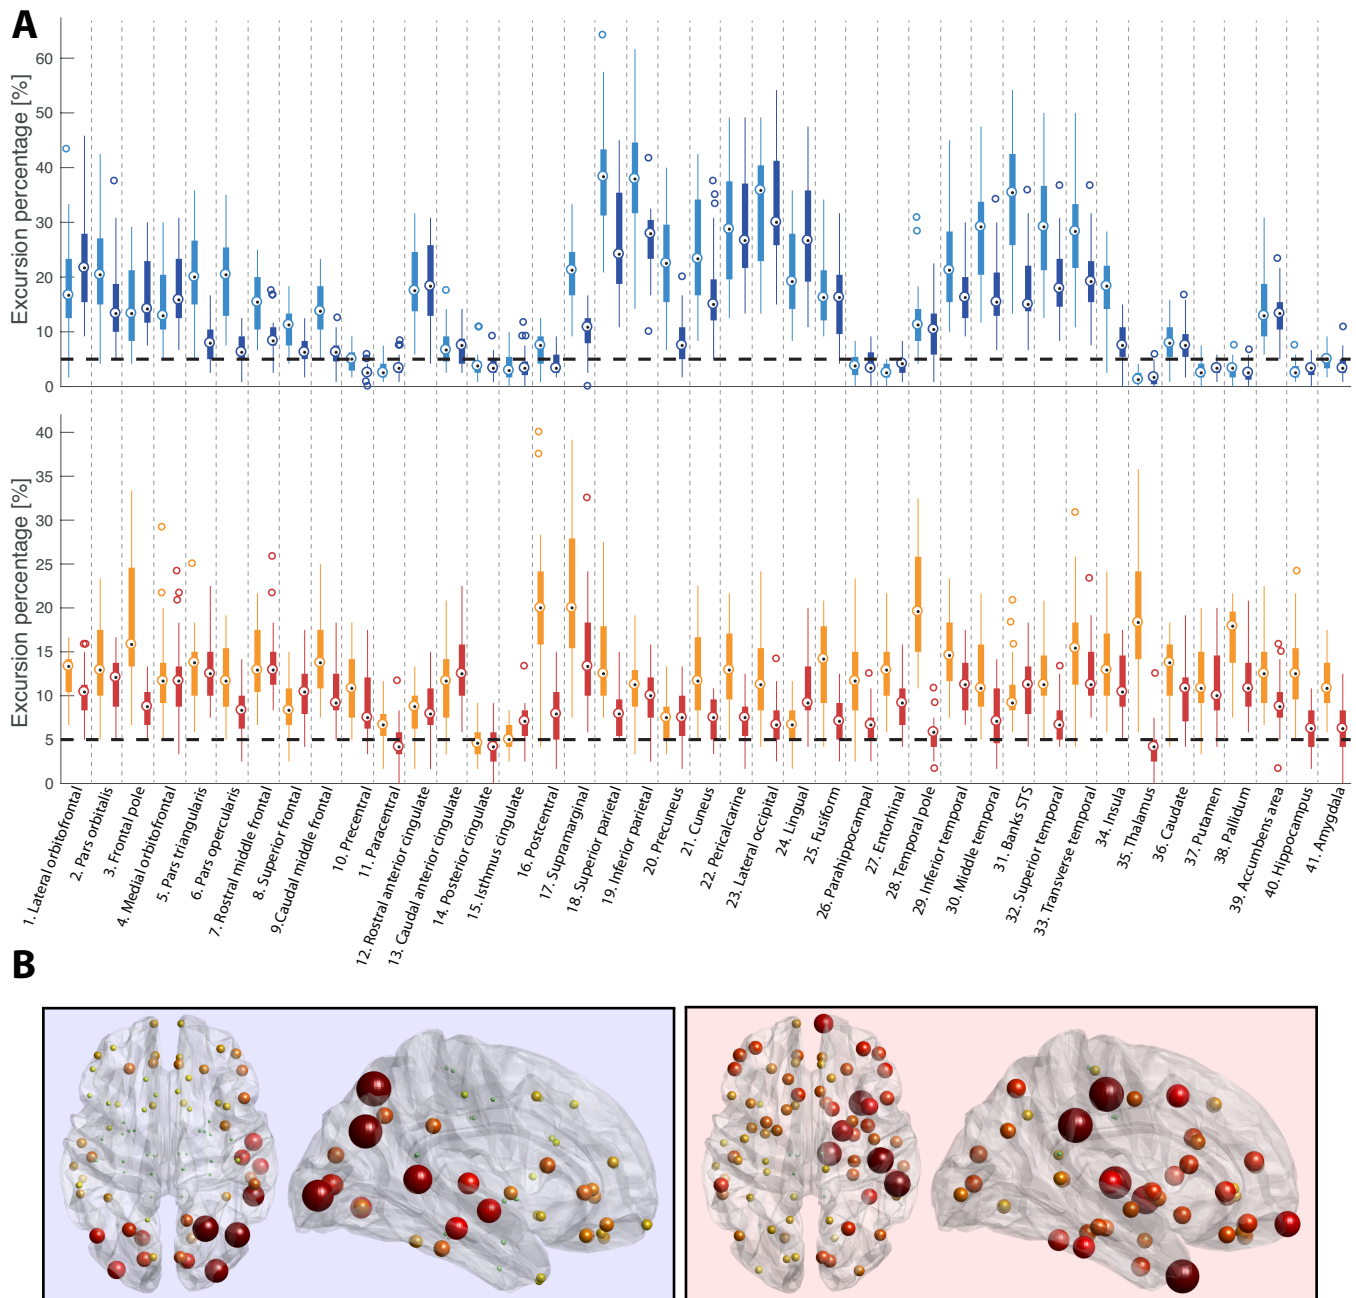 A
Excursion percentage [%]
60
50
40
30
20
10
0
Excursion percentage [%]
40
35
30
25
20
15
10
5
0
1. Lateral orbitofrontal
2. Pars orbitalis
3. Frontal pole
4. Medial orbitofrontal
5. Pars triangularis
6. Pars opercularis
7. Rostral middle frontal
8. Superior frontal
9.Caudal middle frontal
10. Precentral
11. Paracentral
12. Rostral anterior cingulate
13. Caudal anterior cingulate
14. Posterior cingulate
15. Isthmus cingulate
16. Postcentral
17. Supramarginal
18. Superior parietal
19. Inferior parietal
20. Precuneus
21. Cuneus
22. Pericalcarine
23. Lateral occipital
24. Lingual
25. Fusiform
26. Parahippocampal
27. Entorhinal
28. Temporal pole
29. Inferior temporal
30. Middle temporal
31. Banks STS
32. Superior temporal
33. Transverse temporal
34. Insula
35. Thalamus
36. Caudate
37. Putamen
38. Pallidum
39. Accumbens area
40. Hippocampus
41. Amygdala
B